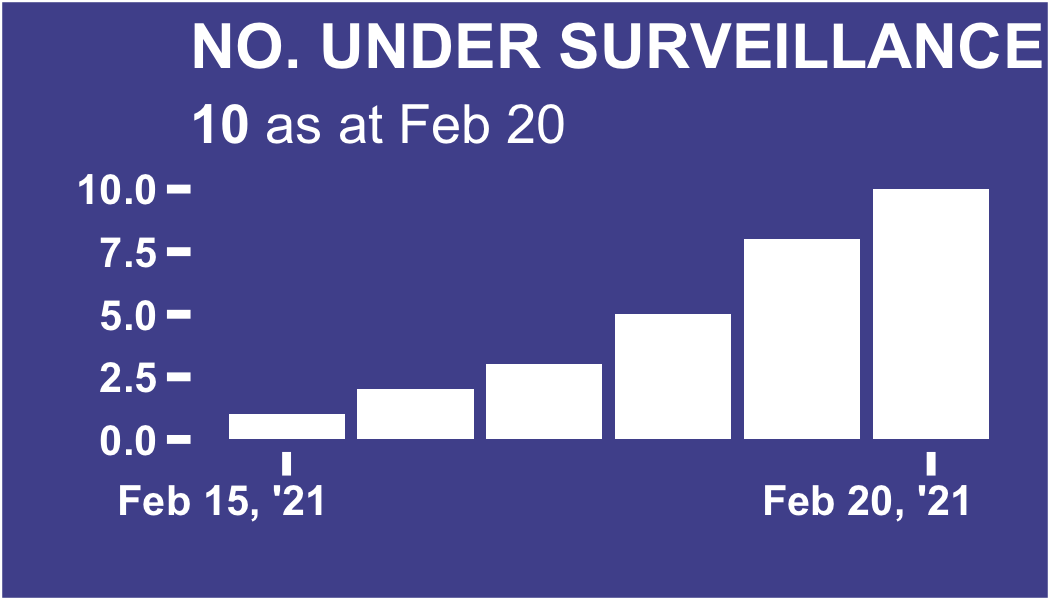 NO. UNDER SURVEILLANCE
10 as at Feb 20
10.0
7.5
5.0
2.5
0.0
Feb 15, '21 Feb 20, '21